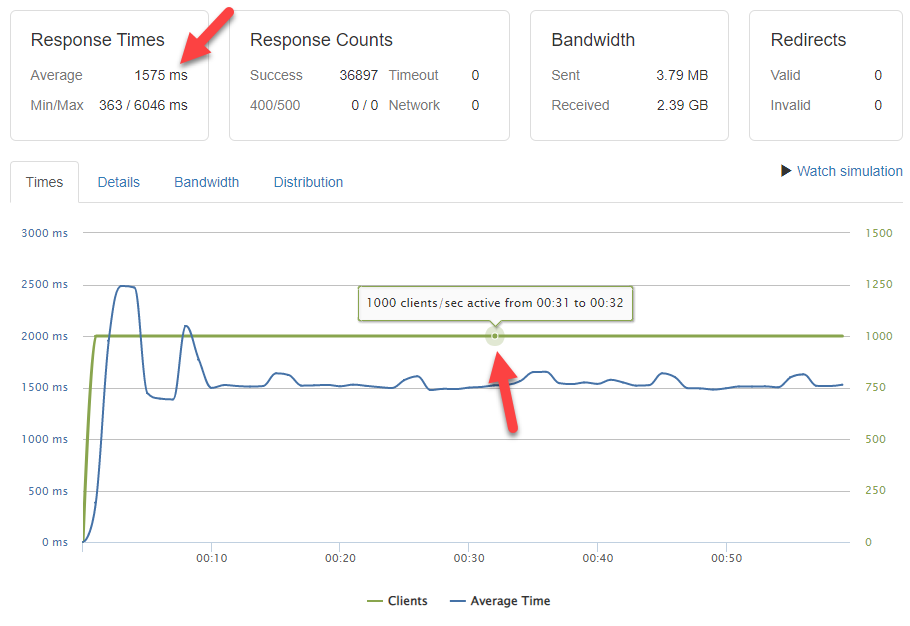 Response Times
Average 1575 ms
Min/Max 363 / 6046 ms
Response Counts
Success 36897 Timeout 0
400/500 0 / 0 Network 0
Bandwidth
Sent 3.79 MB
Received 2.39 GB
Redirects
Valid 0
Invalid 0
Watch simulation
Times Details Bandwidth Distribution
3000 ms 1500
2500 ms 1250
1000 clients/sec active from 00:31 to 00:32
2000 ms 1000
1500 ms 750
1000 ms 500
500 ms 250
0 ms 0
00:10 00:20 00:30 00:40 00:50
Clients Average Time